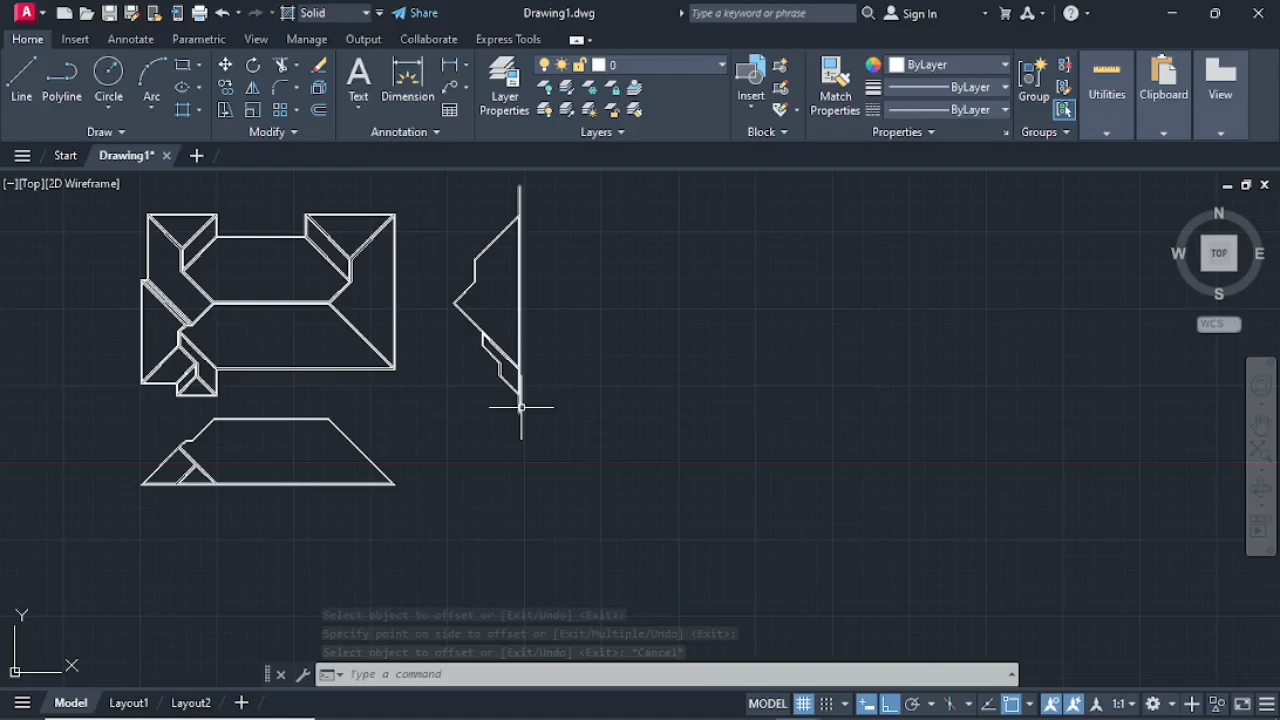 A Solid Share Drawing1.dwg Type a keyword or phrase Sign In
Home Insert Annotate Parametric View Manage Output Collaborate Express Tools
0 ByLayer
ByLayer
Line Polyline Circle Arc Text Dimension Layer Properties Insert Match Properties Group Utilities Clipboard View
ByLayer
Draw Modify Annotation Layers Block Properties Groups
Start Drawing1* +
[−][Top][2D Wireframe]
N
W TOP E
S
WCS
Y
X
Select object to offset or [Exit/Undo] <Exit>:
Specify point on side to offset or [Exit/Multiple/Undo] <Exit>:
Select object to offset or [Exit/Undo] <Exit>: *Cancel*
Type a command
Model Layout1 Layout2 + MODEL 1:1